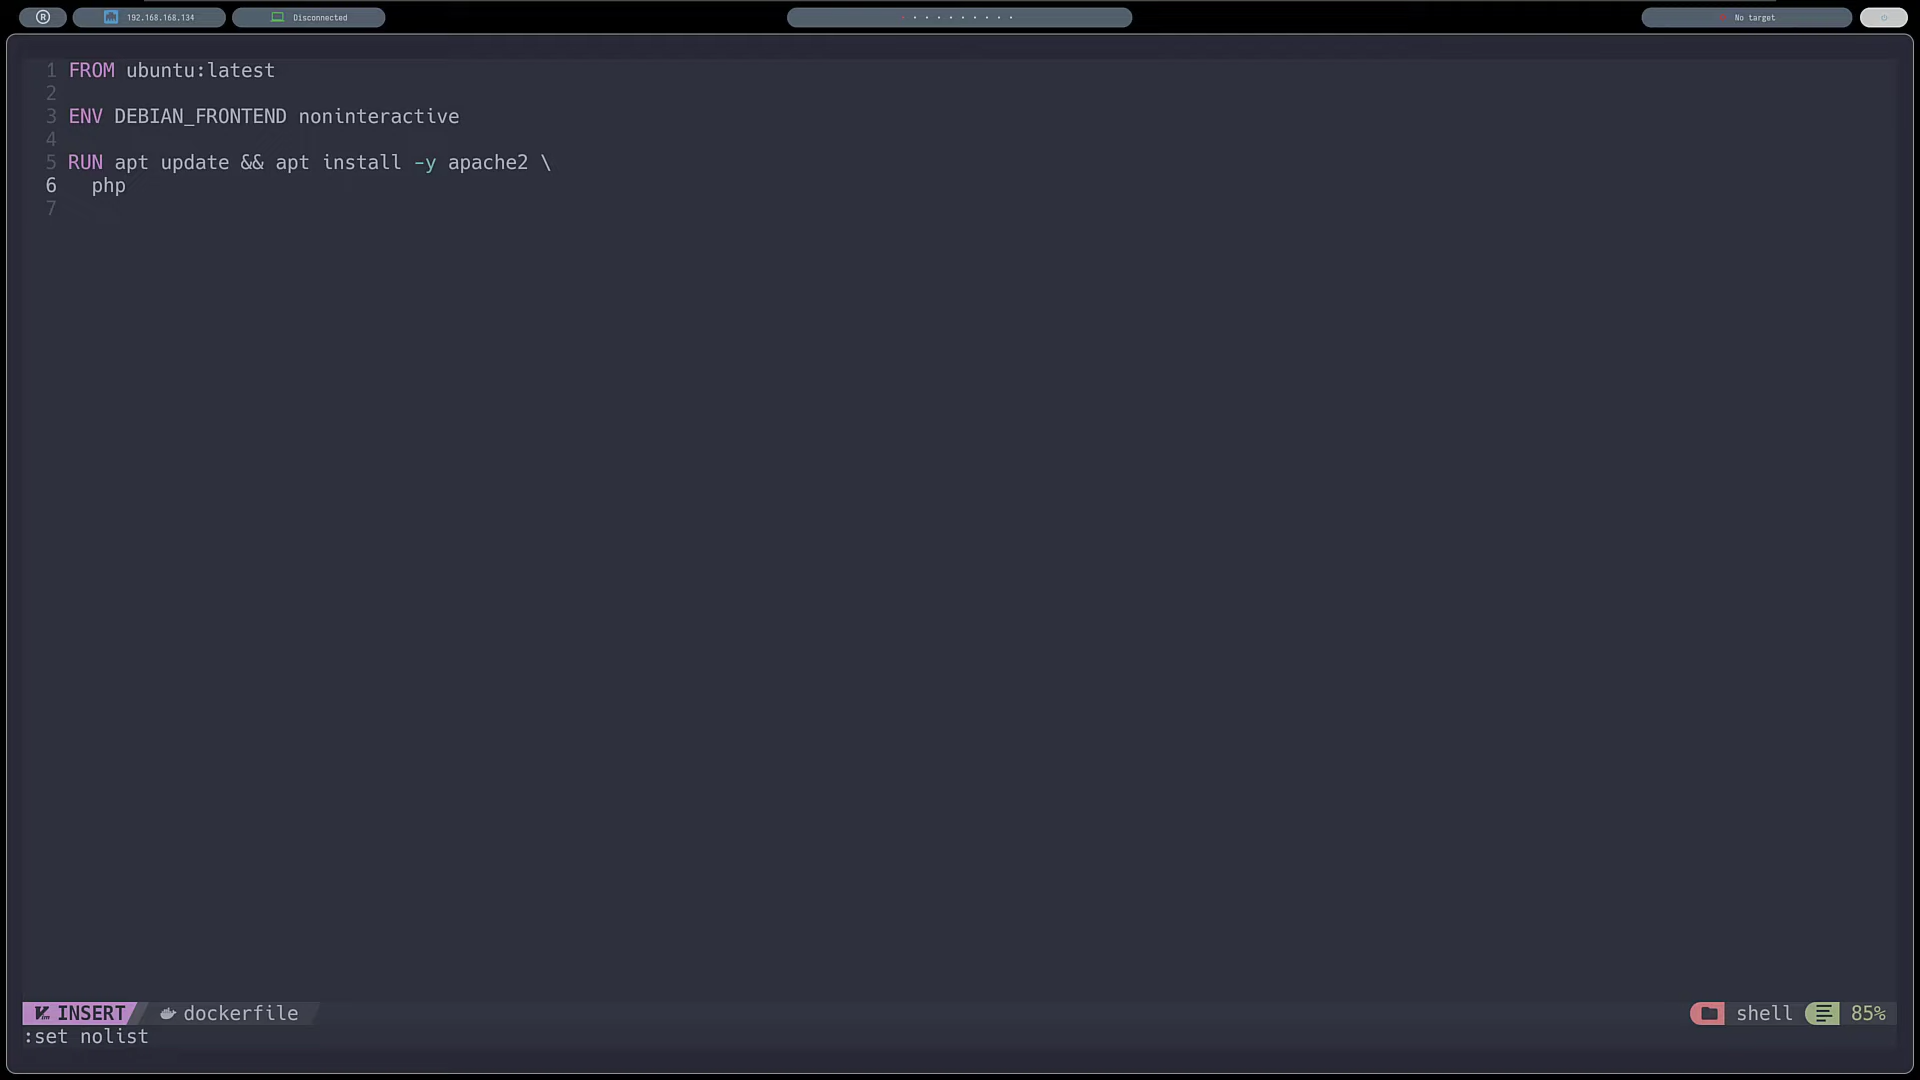 R 192.168.168.134 Disconnected No target
1 FROM ubuntu:latest
2
3 ENV DEBIAN_FRONTEND noninteractive
4
5 RUN apt update && apt install -y apache2 \
6   php
7
INSERT dockerfile shell 85%
:set nolist